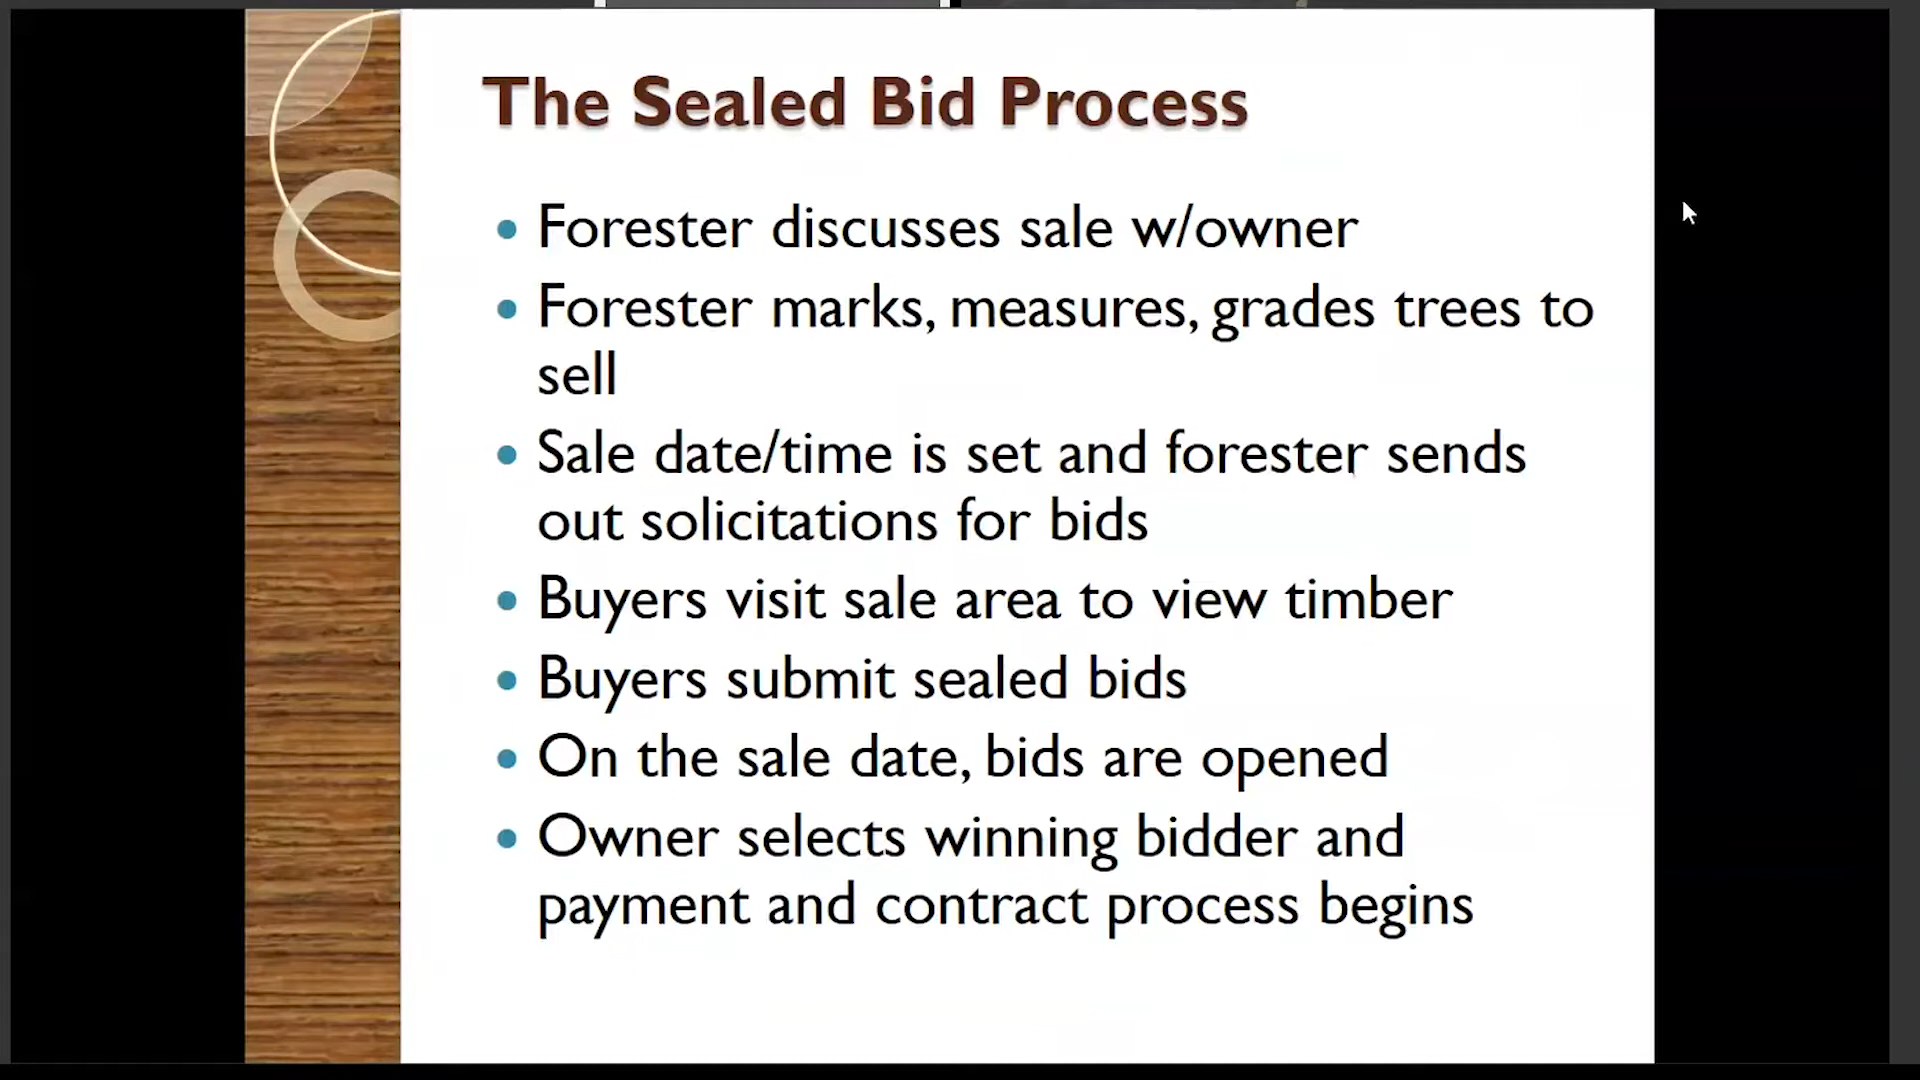 The Sealed Bid Process
• Forester discusses sale w/owner
• Forester marks, measures, grades trees to
sell
• Sale date/time is set and forester sends
out solicitations for bids
• Buyers visit sale area to view timber
• Buyers submit sealed bids
• On the sale date, bids are opened
• Owner selects winning bidder and
payment and contract process begins